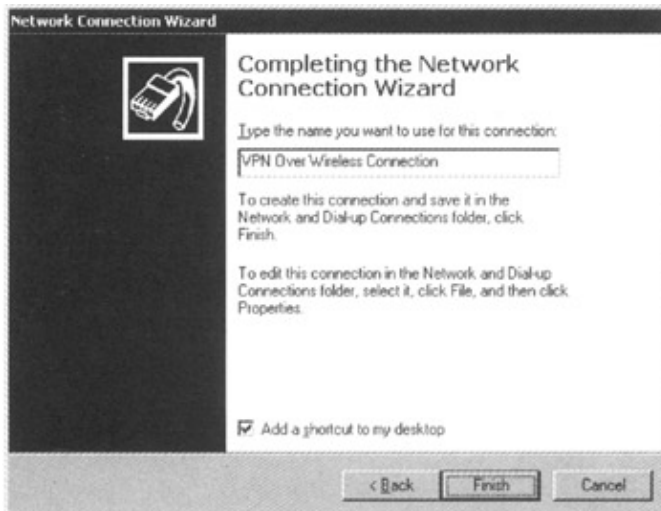 Network Connection Wizard
Completing the Network
Connection Wizard
Type the name you want to use for this connection:
VPN Over Wireless Connection
To create this connection and save it in the
Network and Dial-up Connections folder, click
Finish.
To edit this connection in the Network and Dial-up
Connections folder, select it, click File, and then click
Properties.
Add a shortcut to my desktop
< Back
Finish
Cancel